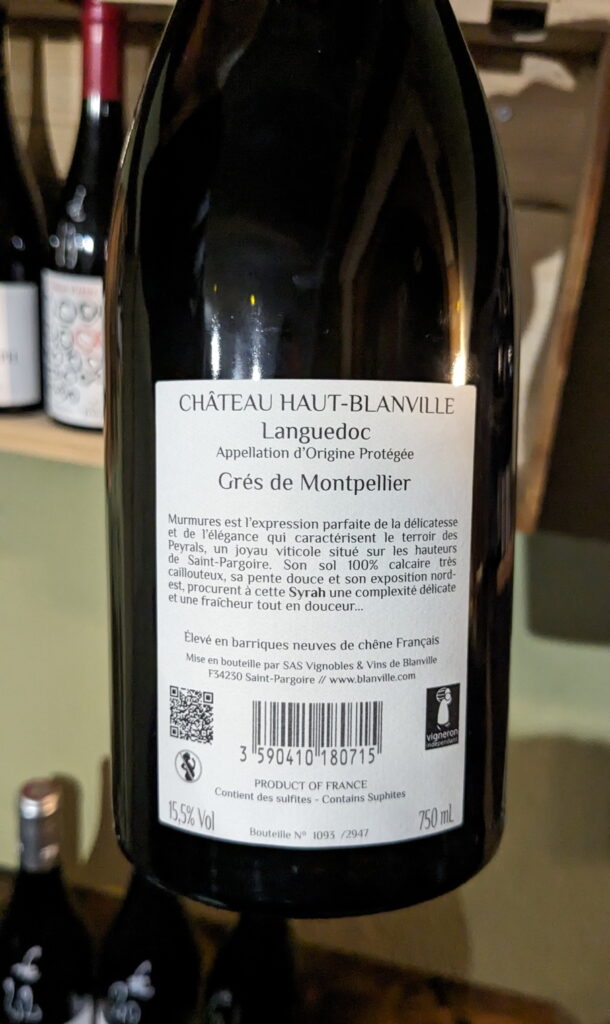 CHÂTEAU HAUT-BLANVILLE
Languedoc
Appellation d'Origine Protégée
Grés de Montpellier
Murmures est l'expression parfaite de la délicatesse
et de l'élégance qui caractérisent le terroir des
Peyrals, un joyau viticole situé sur les hauteurs
de Saint-Pargoire. Son sol 100% calcaire très
caillouteux, sa pente douce et son exposition nord-
est, procurent à cette Syrah une complexité délicate
et une fraîcheur tout en douceur...
Élevé en barriques neuves de chêne Français
Mise en bouteille par SAS Vignobles & Vins de Blanville
F34230 Saint-Pargoire // www.blanville.com
vigneron
indépendant
3 590410 180715
PRODUCT OF FRANCE
Contient des sulfites - Contains Suphites
15,5% Vol
750 mL
Bouteille N° 1093 /2947